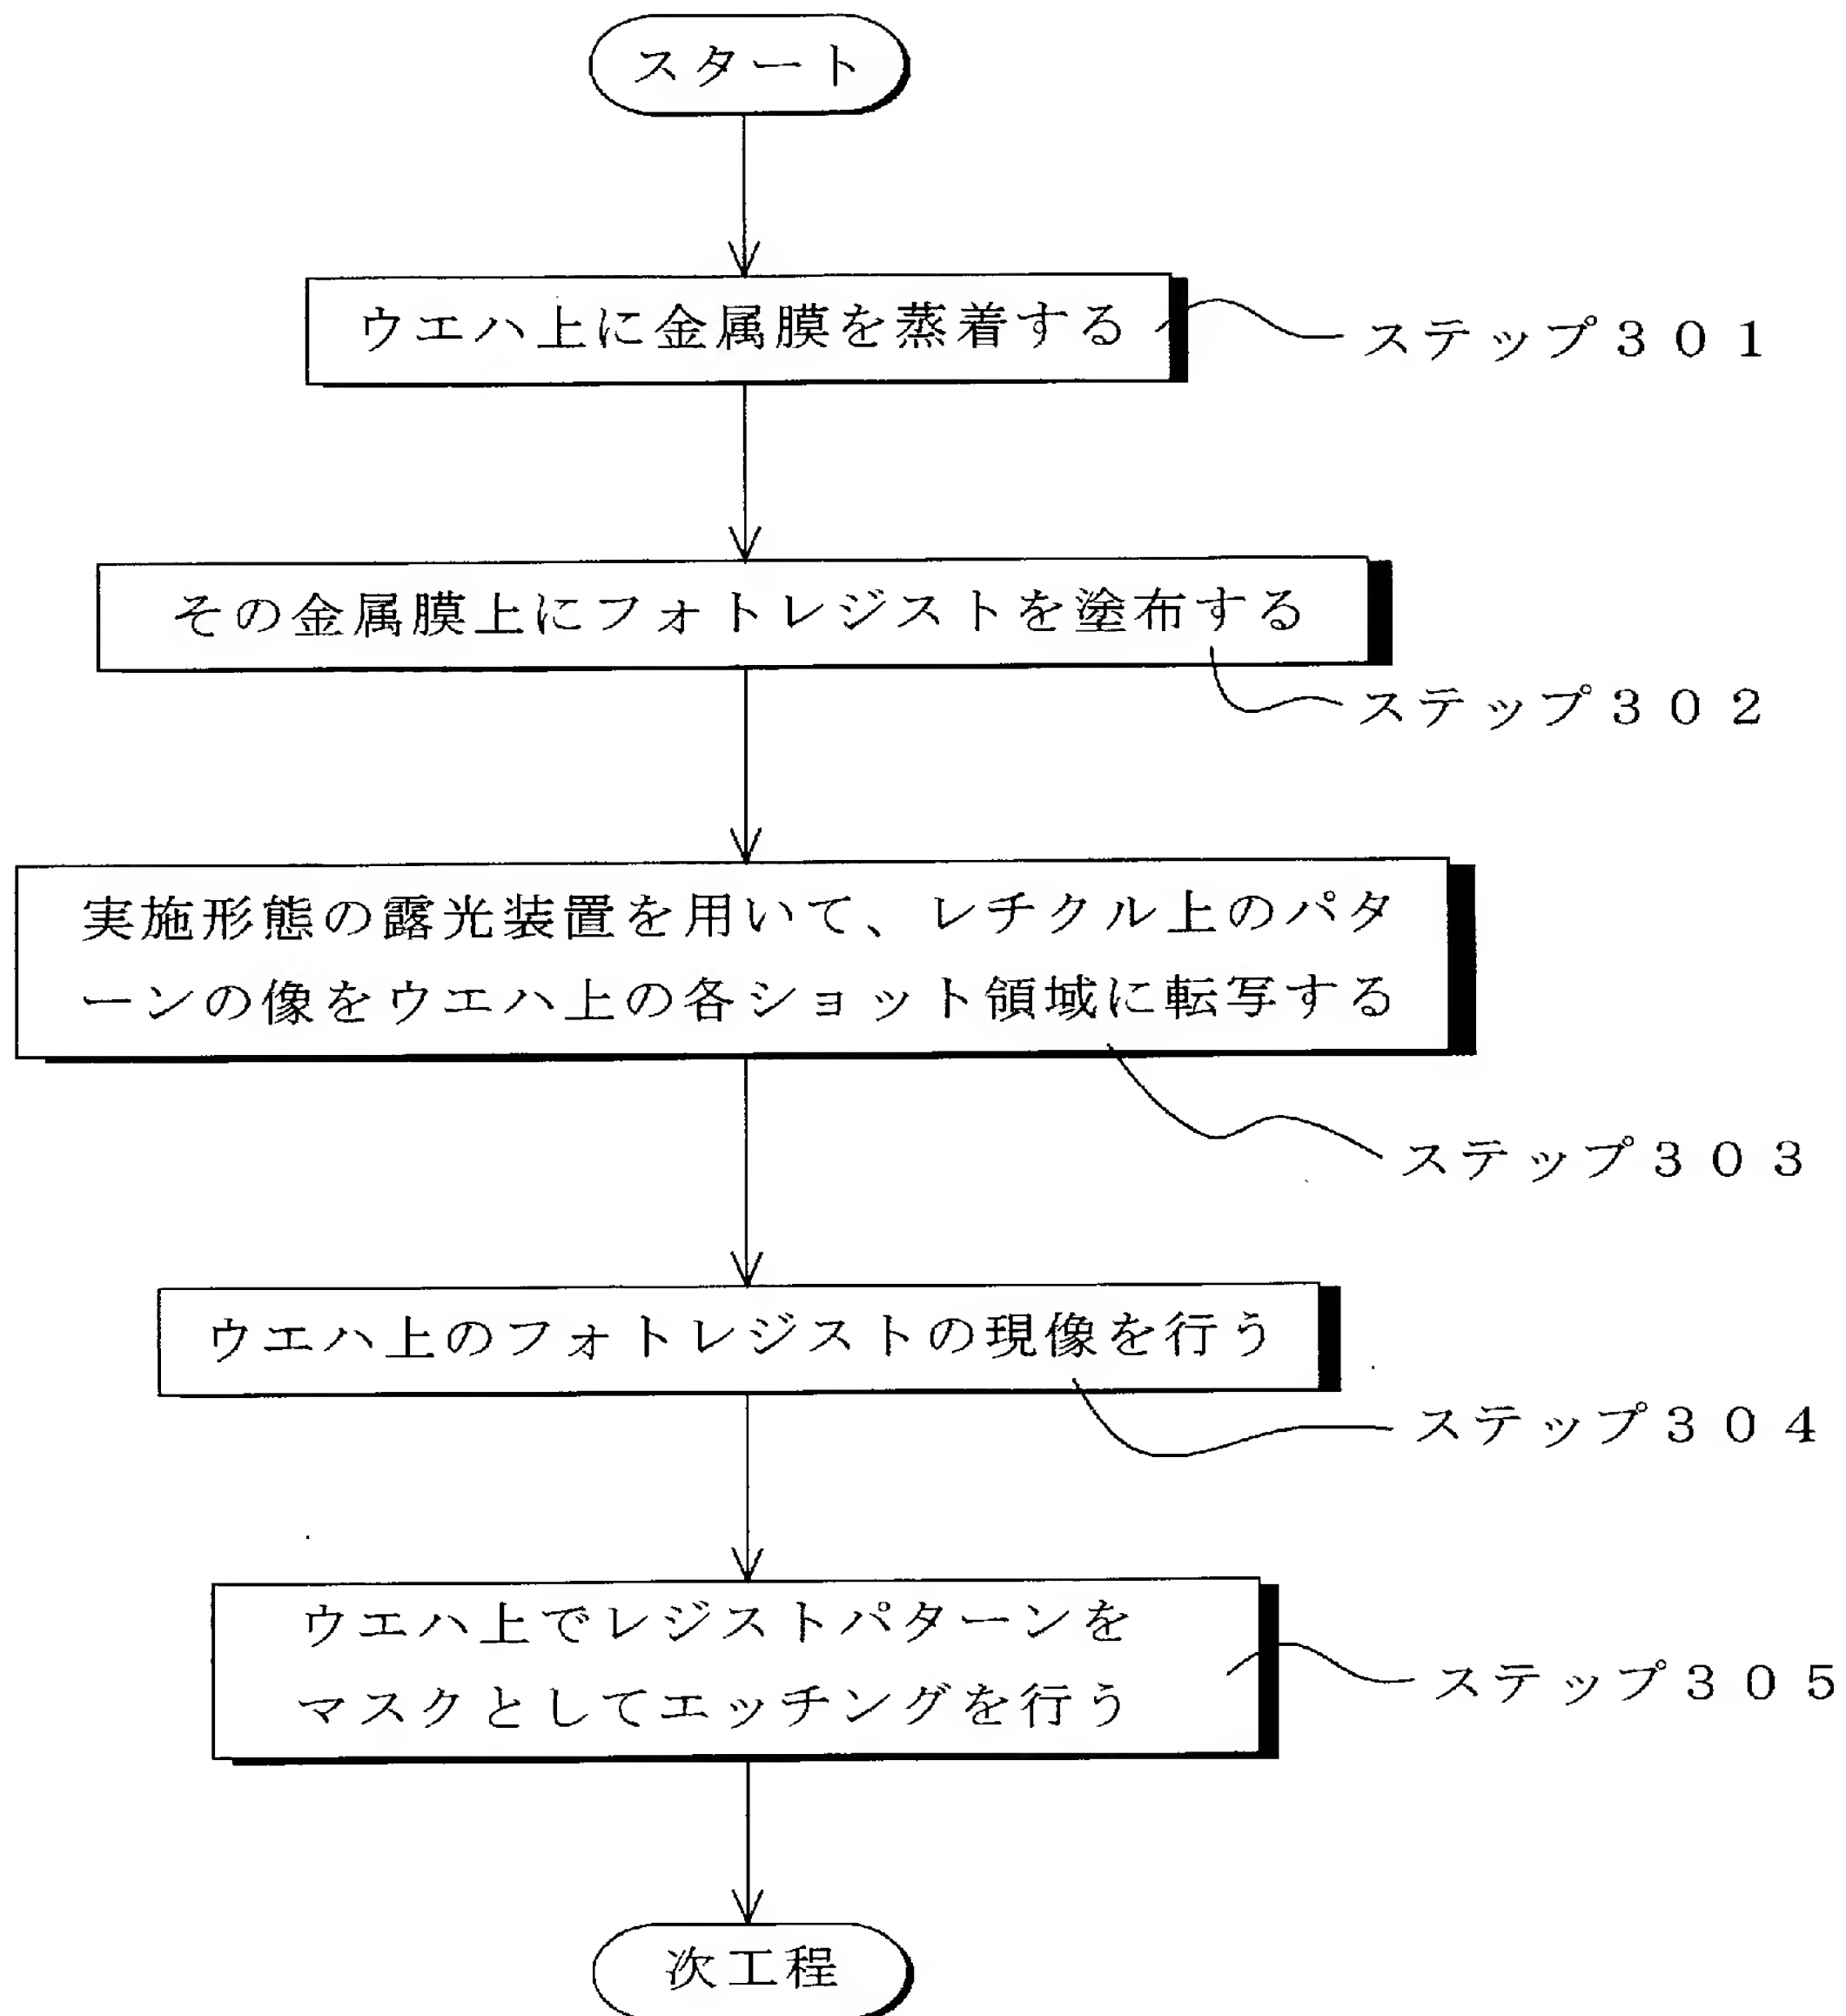 スタート
ウエハ上に金属膜を蒸着する
ステップ３０１
その金属膜上にフォトレジストを塗布する
ステップ３０２
実施形態の露光装置を用いて、レチクル上のパタ
ーンの像をウエハ上の各ショット領域に転写する
ステップ３０３
ウエハ上のフォトレジストの現像を行う
ステップ３０４
ウエハ上でレジストパターンを
マスクとしてエッチングを行う
ステップ３０５
次工程